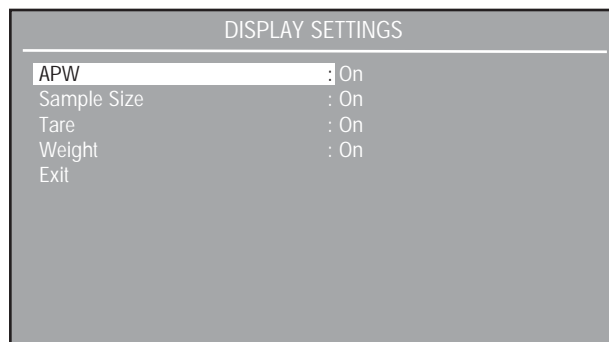 DISPLAY SETTINGS
APW : On
Sample Size : On
Tare : On
Weight : On
Exit